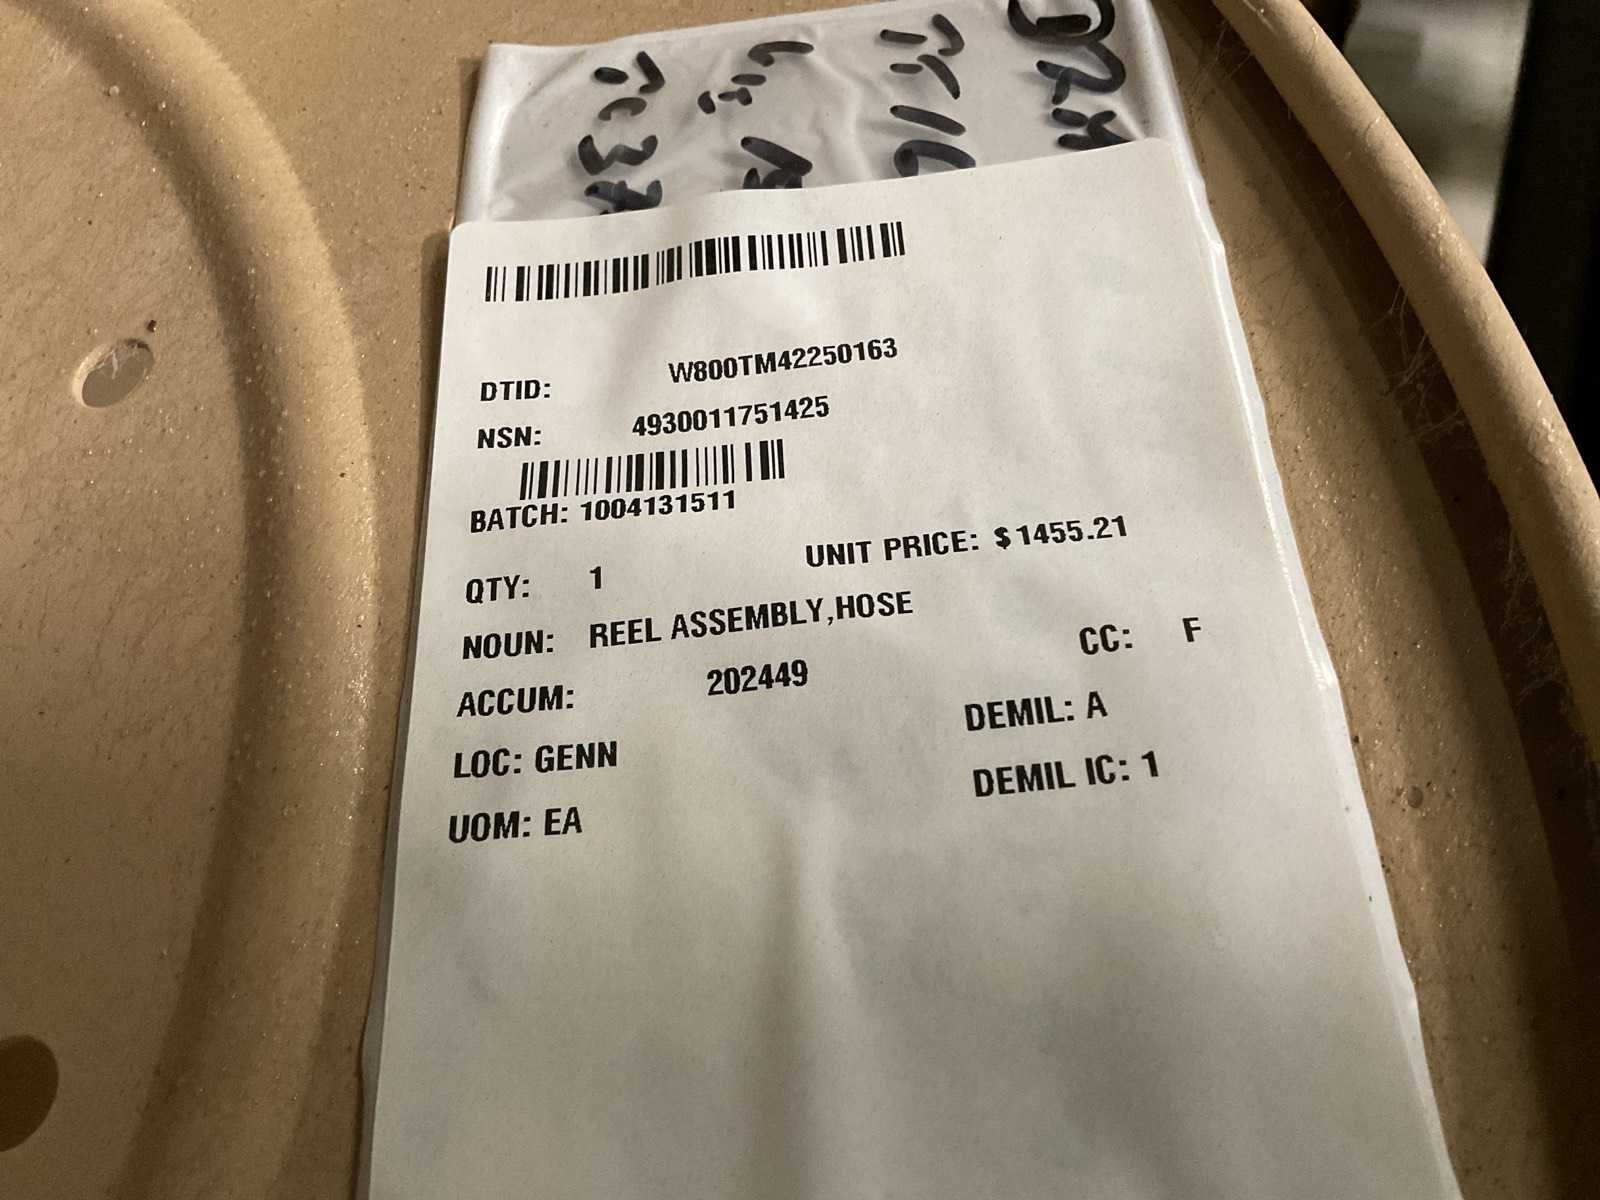 DTID: W800TM42250163
NSN: 4930011751425
BATCH: 1004131511
QTY: 1 UNIT PRICE: $1455.21
NOUN: REEL ASSEMBLY,HOSE
ACCUM: 202449 CC: F
LOC: GENN DEMIL: A
UOM: EA DEMIL IC: 1